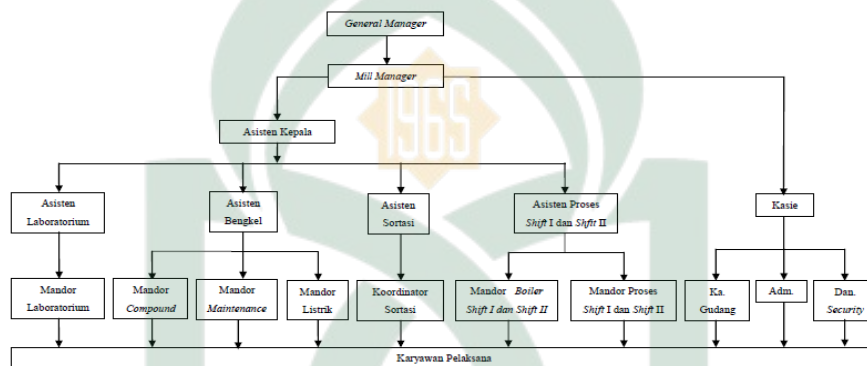 General Manager
Mill Manager
1965
Asisten Kepala
Asisten
Laboratorium
Asisten
Bengkel
Asisten
Sortasi
Asisten Proses
Shift I dan Shfit II
Kasie
Mandor
Laboratorium
Mandor
Compound
Mandor
Maintenance
Mandor
Listrik
Koordinator
Sortasi
Mandor Boiler
Shift I dan Shift II
Mandor Proses
Shift I dan Shift II
Ka.
Gudang
Adm.
Dan.
Security
Karyawan Pelaksana